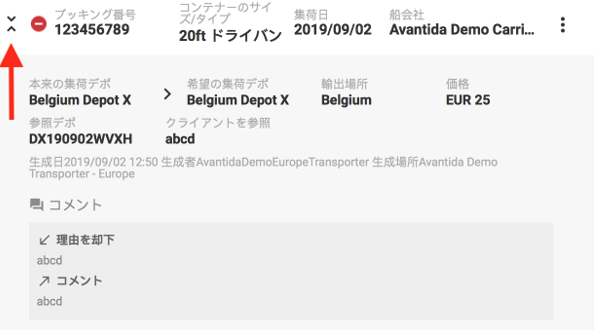 ブッキング番号
123456789
コンテナーのサイ
ズ/タイプ
20ft ドライバン
集荷日
2019/09/02
船会社
Avantida Demo Carri...
本来の集荷デポ
Belgium Depot X
希望の集荷デポ
Belgium Depot X
輸出場所
Belgium
価格
EUR 25
参照デポ
DX190902WVXH
クライアントを参照
abcd
生成日2019/09/02 12:50 生成者AvantidaDemoEuropeTransporter 生成場所Avantida Demo
Transporter - Europe
コメント
理由を却下
abcd
コメント
abcd